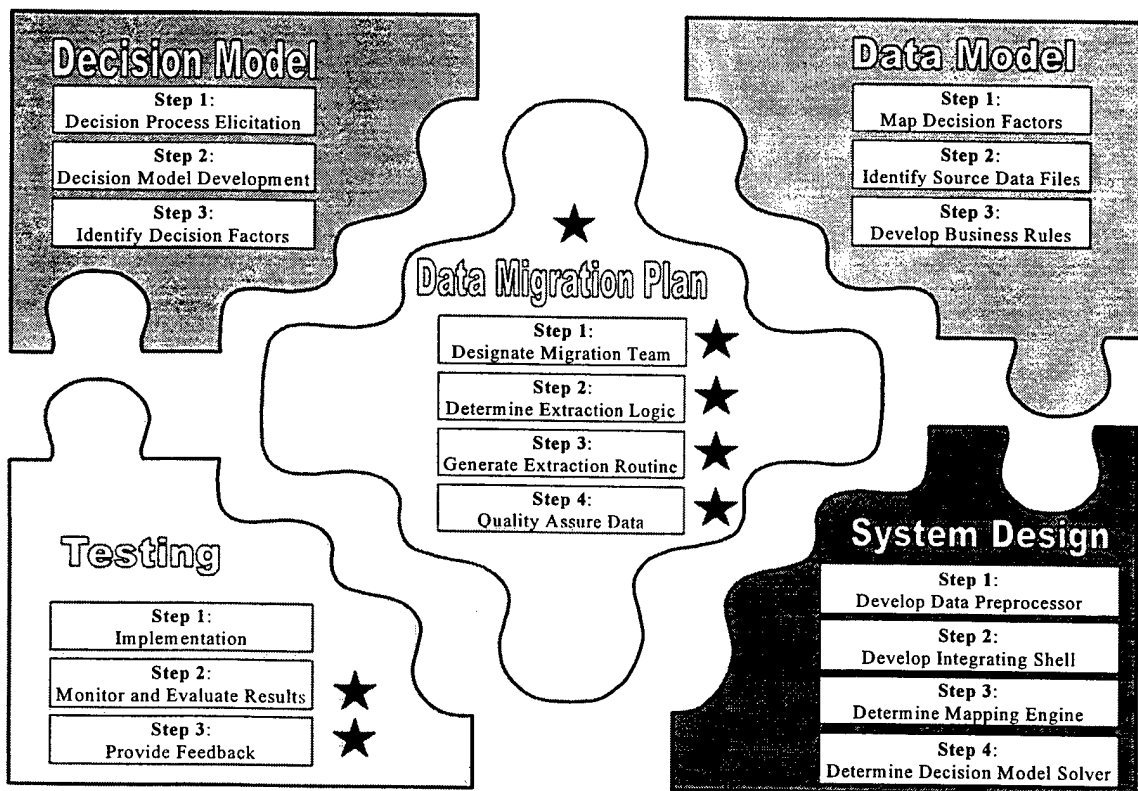 Decision Model
Step 1:
Decision Process Elicitation
Step 2:
Decision Model Development
Step 3:
Identify Decision Factors
Data Model
Step 1:
Map Decision Factors
Step 2:
Identify Source Data Files
Step 3:
Develop Business Rules
Data Migration Plan
Step 1:
Designate Migration Team
Step 2:
Determine Extraction Logic
Step 3:
Generate Extraction Routine
Step 4:
Quality Assure Data
Testing
Step 1:
Implementation
Step 2:
Monitor and Evaluate Results
Step 3:
Provide Feedback
System Design
Step 1:
Develop Data Preprocessor
Step 2:
Develop Integrating Shell
Step 3:
Determine Mapping Engine
Step 4:
Determine Decision Model Solver